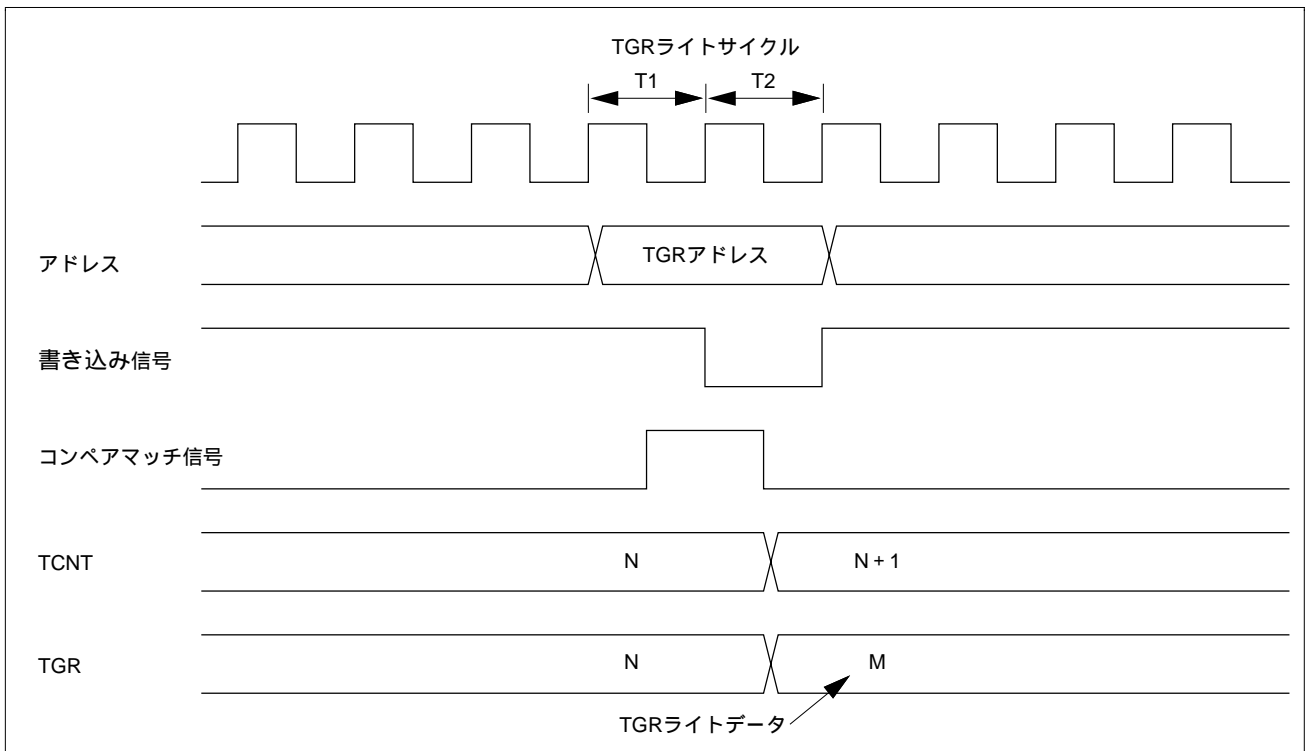 TGRライトサイクル
T1 T2
アドレス TGRアドレス
書き込み信号
コンペアマッチ信号
TCNT N N + 1
TGR N M
TGRライトデータ